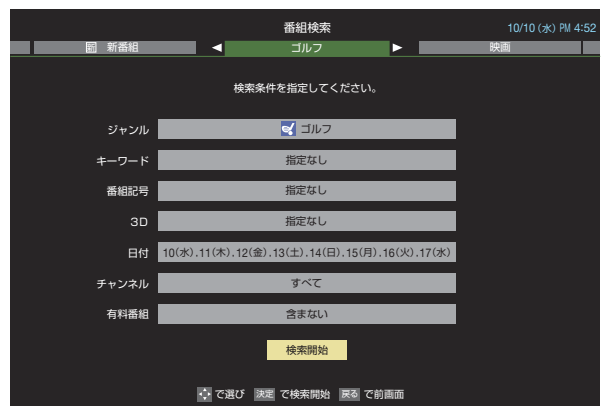 番組検索
10/10 (水) PM 4:52
新 新番組 ◀ ゴルフ ▶ 映画
検索条件を指定してください。
ジャンル ゴルフ
キーワード 指定なし
番組記号 指定なし
3D 指定なし
日付 10(水).11(木).12(金).13(土).14(日).15(月).16(火).17(水)
チャンネル すべて
有料番組 含まない
検索開始
で選び 決定 で検索開始 戻る で前画面